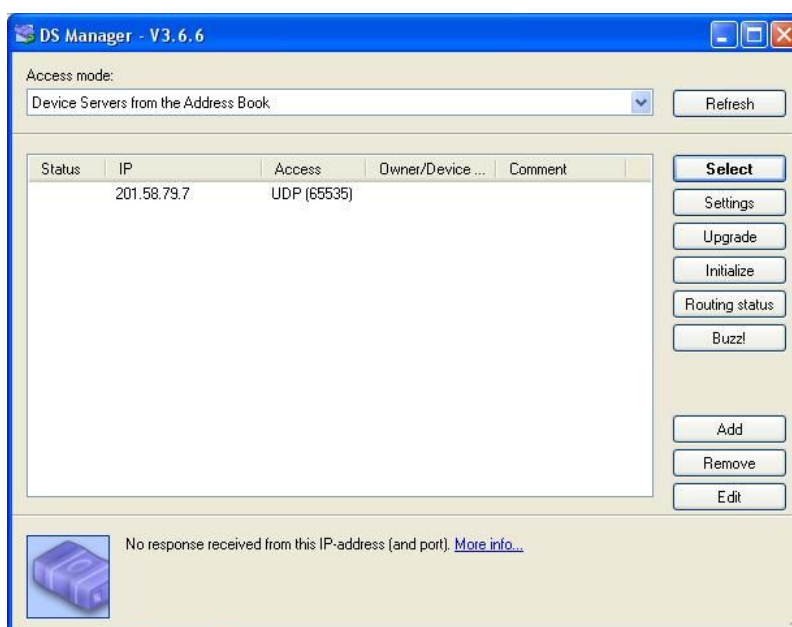 DS Manager - V3.6.6
Access mode:
Device Servers from the Address Book
Refresh
Status IP Access Owner/Device ... Comment
201.58.79.7 UDP (65535)
Select
Settings
Upgrade
Initialize
Routing status
Buzz!
Add
Remove
Edit
No response received from this IP-address (and port). More info...